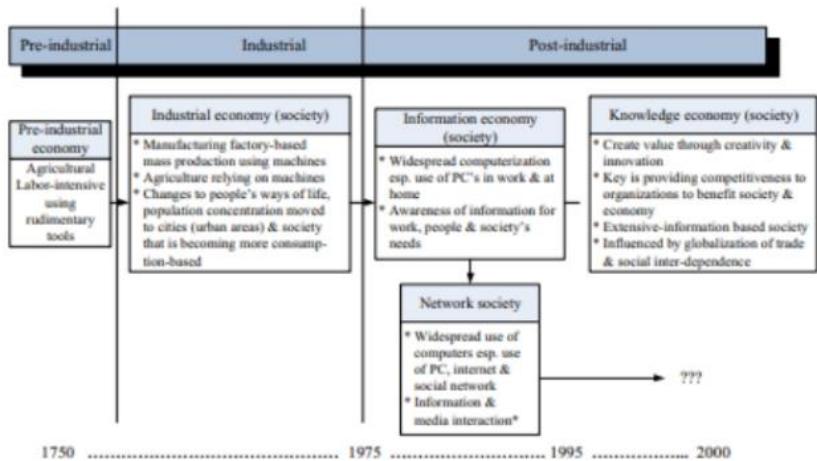 Pre-industrial
Industrial
Post-industrial
Pre-industrial
economy
Agricultural
Labor-intensive
using
rudimentary
tools
Industrial economy (society)
* Manufacturing factory-based
mass production using machines
* Agriculture relying on machines
* Changes to people's ways of life,
population concentration moved
to cities (urban areas) & society
that is becoming more consump-
tion-based
Information economy
(society)
* Widespread computerization
esp. use of PC's in work & at
home
* Awareness of information for
work, people & society's
needs
Knowledge economy (society)
* Create value through creativity &
innovation
* Key is providing competitiveness to
organizations to benefit society &
economy
* Extensive-information based society
* Influenced by globalization of trade
& social inter-dependence
Network society
* Widespread use of
computers esp. use
of PC, internet &
social network
* Information &
media interaction*
???
1750 ........................................ 1975 ............................. 1995 ................... 2000